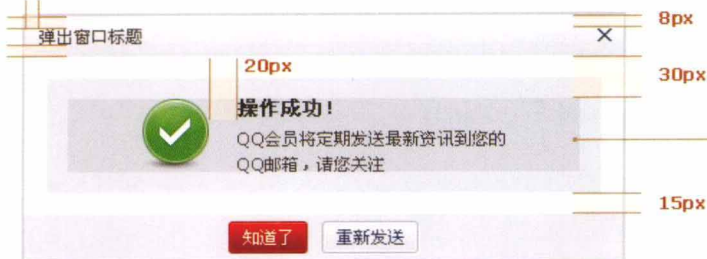 8px
弹出窗口标题
30px
20px
操作成功!
QQ会员将定期发送最新资讯到您的
QQ邮箱,请您关注
15px
知道了
重新发送